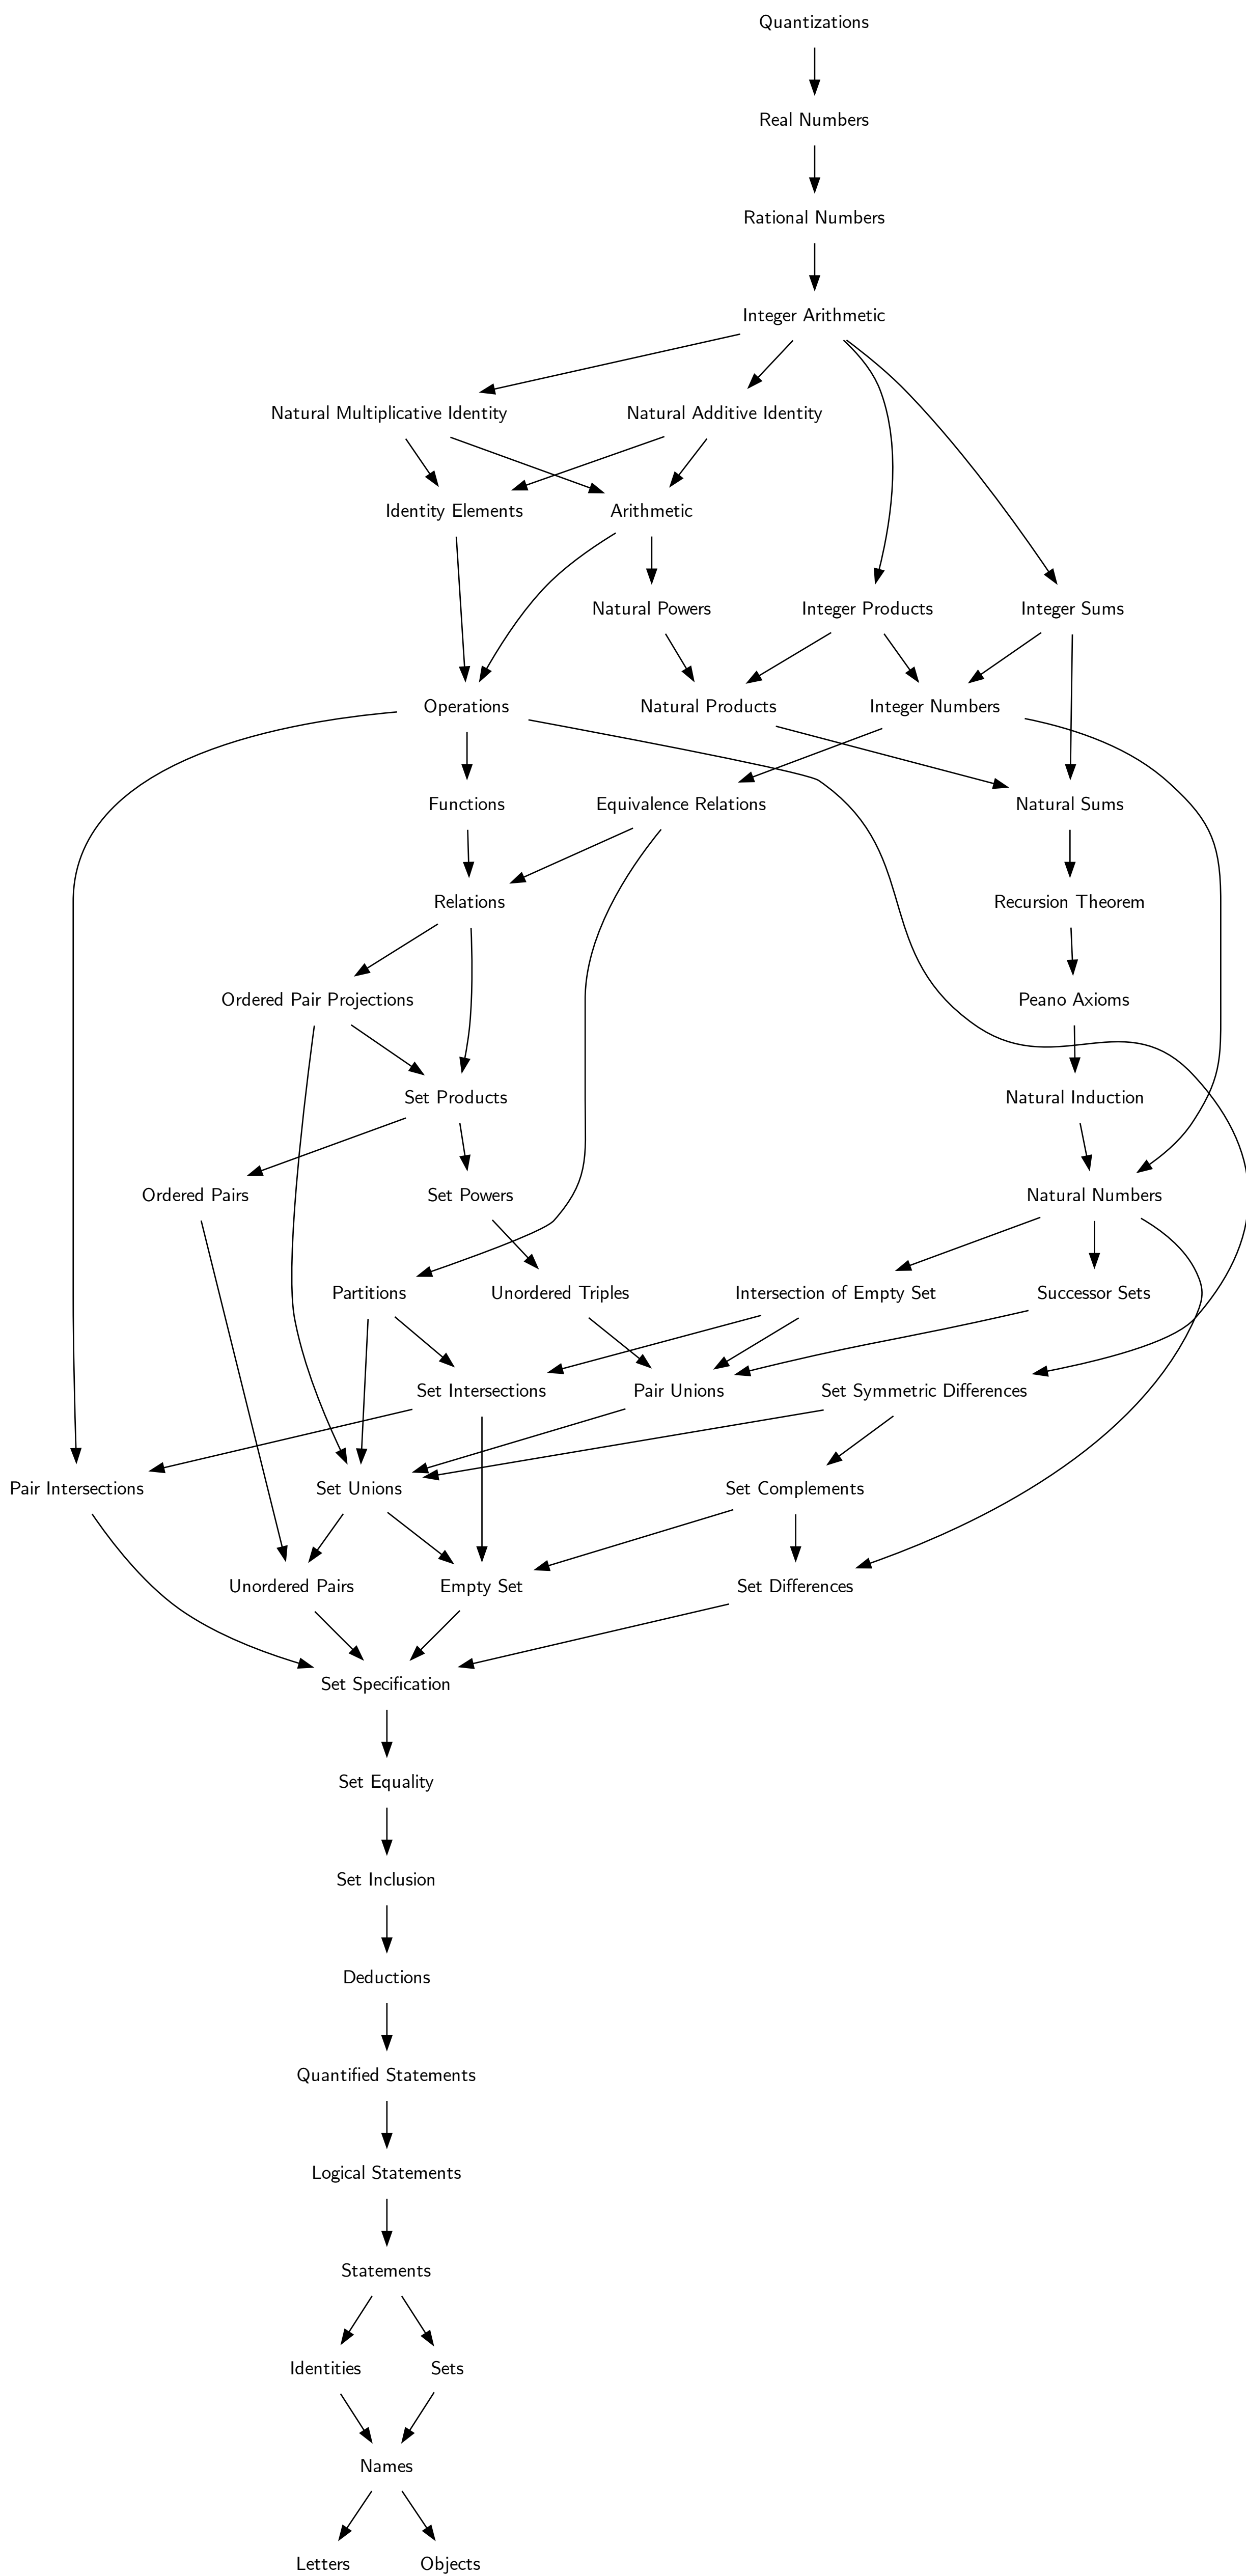 Quantizations
Real Numbers
Rational Numbers
Integer Arithmetic
Natural Multiplicative Identity
Natural Additive Identity
Identity Elements
Arithmetic
Natural Powers
Integer Products
Integer Sums
Operations
Natural Products
Integer Numbers
Functions
Equivalence Relations
Natural Sums
Relations
Recursion Theorem
Ordered Pair Projections
Peano Axioms
Set Products
Natural Induction
Ordered Pairs
Set Powers
Natural Numbers
Partitions
Unordered Triples
Intersection of Empty Set
Successor Sets
Set Intersections
Pair Unions
Set Symmetric Differences
Pair Intersections
Set Unions
Set Complements
Unordered Pairs
Empty Set
Set Differences
Set Specification
Set Equality
Set Inclusion
Deductions
Quantified Statements
Logical Statements
Statements
Identities
Sets
Names
Letters
Objects